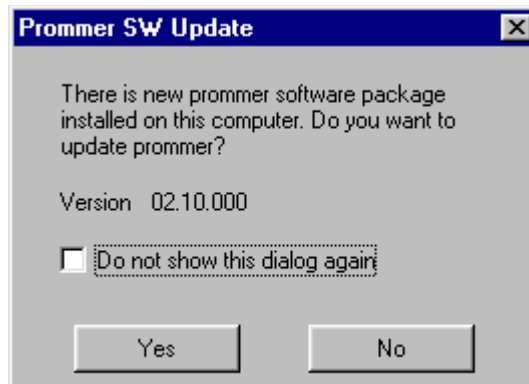 Prommer SW Update
There is new prommer software package
installed on this computer. Do you want to
update prommer?
Version 02.10.000
Do not show this dialog again
Yes No